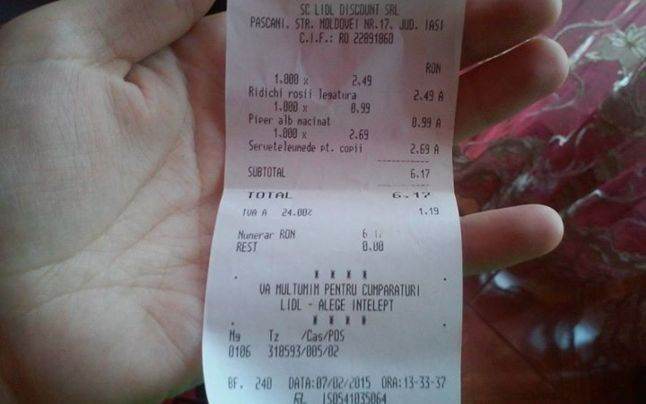 SC LIDL DISCOUNT SRL
PASCANI, STR. MOLDOVEI NR.17, JUD. IASI
C.I.F.: RO 22891860
RON
1.000 x 2.49
Ridichi rosii legatura 2.49 A
1.000 x 0.99
Piper alb macinat 0.99 A
1.000 x 2.69
Serveteleumede pt. copii 2.69 A
SUBTOTAL 6.17
TOTAL 6.17
TVA A 24.00% 1.19
Numerar RON
REST 0.00
* * * *
VA MULTUMIM PENTRU CUMPARATURI
LIDL - ALEGE INTELEPT
* * * *
Mg Tz /Cas/POS
0106 310593/005/02
BF. 240 DATA:07/02/2015 ORA:13-33-37
IS0541035064